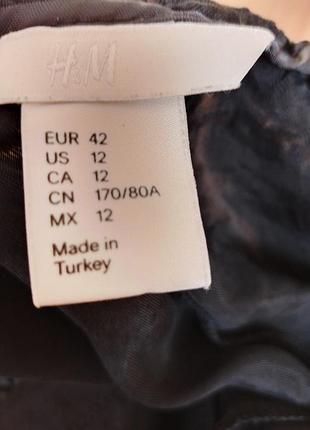 H&M
EUR 42
US 12
CA 12
CN 170/80A
MX 12
Made in
Turkey